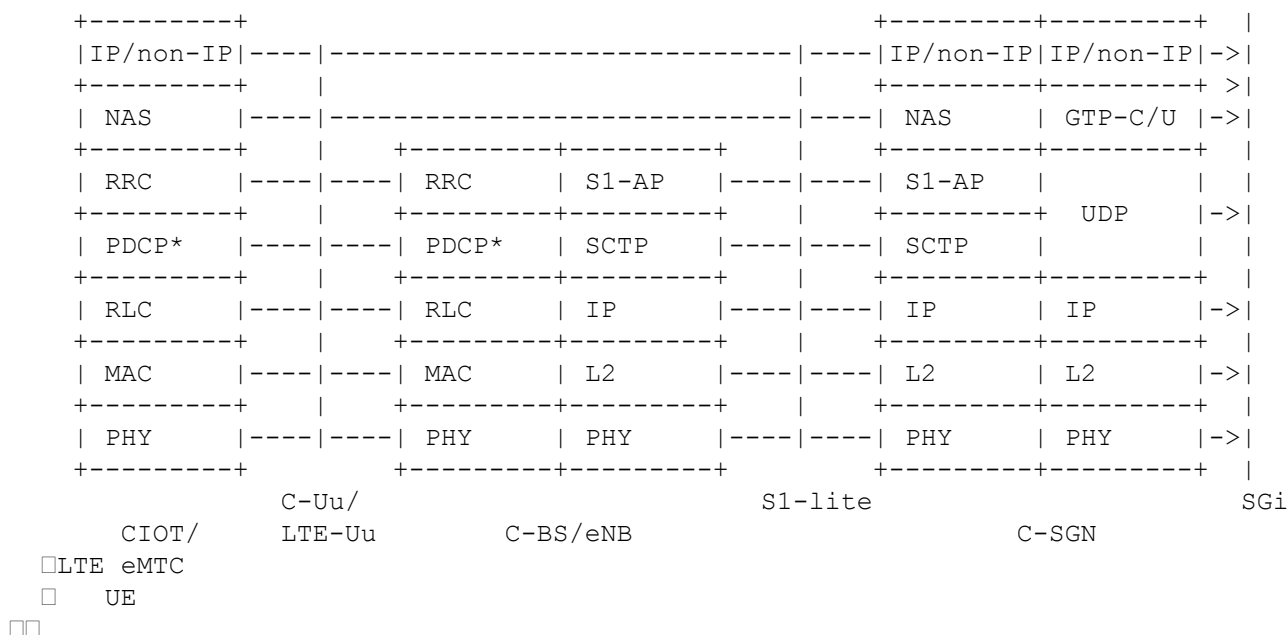 +---------+                                       +---------+---------+  |
|IP/non-IP|----|-----------------------------|----|IP/non-IP|IP/non-IP|->|
+---------+    |                             |    +---------+---------+ >|
| NAS     |----|-----------------------------|----| NAS     | GTP-C/U |->|
+---------+    |    +---------+---------+    |    +---------+---------+  |
| RRC     |----|----| RRC     | S1-AP   |----|----| S1-AP   |         |  |
+---------+    |    +---------+---------+    |    +---------+  UDP    |->|
| PDCP*   |----|----| PDCP*   | SCTP    |----|----| SCTP    |         |  |
+---------+    |    +---------+---------+    |    +---------+---------+  |
| RLC     |----|----| RLC     | IP      |----|----| IP      | IP      |->|
+---------+    |    +---------+---------+    |    +---------+---------+  |
| MAC     |----|----| MAC     | L2      |----|----| L2      | L2      |->|
+---------+    |    +---------+---------+    |    +---------+---------+  |
| PHY     |----|----| PHY     | PHY     |----|----| PHY     | PHY     |->|
+---------+         +---------+---------+         +---------+---------+  |
C-Uu/ S1-lite SGi
CIOT/ LTE-Uu C-BS/eNB C-SGN
□LTE eMTC
□ UE
□□